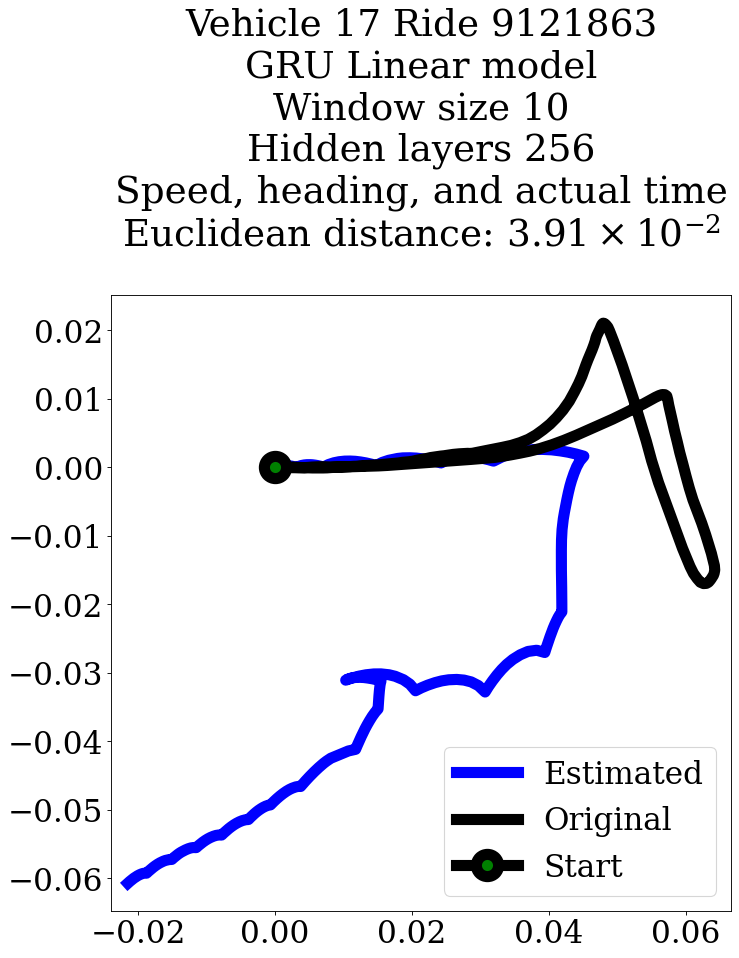 Vehicle 17 Ride 9121863
GRU Linear model
Window size 10
Hidden layers 256
Speed, heading, and actual time
Euclidean distance: 3.91 × 10⁻²
0.02
0.01
0.00
−0.01
−0.02
−0.03
−0.04
−0.05
−0.06
Estimated
Original
Start
−0.02 0.00 0.02 0.04 0.06